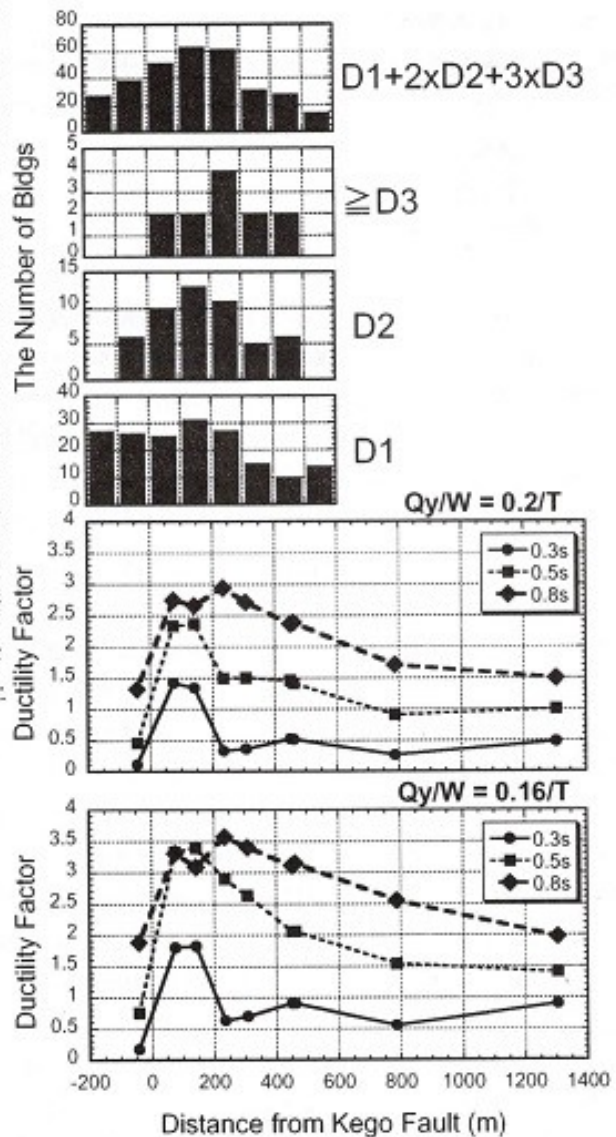 The Number of Bldgs
80
60
40
20
0
D1+2xD2+3xD3
5
4
3
2
1
0
≧D3
15
10
5
0
D2
40
30
20
10
0
D1
Qy/W = 0.2/T
Ductility Factor
4
3.5
3
2.5
2
1.5
1
0.5
0
0.3s
0.5s
0.8s
Qy/W = 0.16/T
Ductility Factor
4
3.5
3
2.5
2
1.5
1
0.5
0
0.3s
0.5s
0.8s
-200 0 200 400 600 800 1000 1200 1400
Distance from Kego Fault (m)